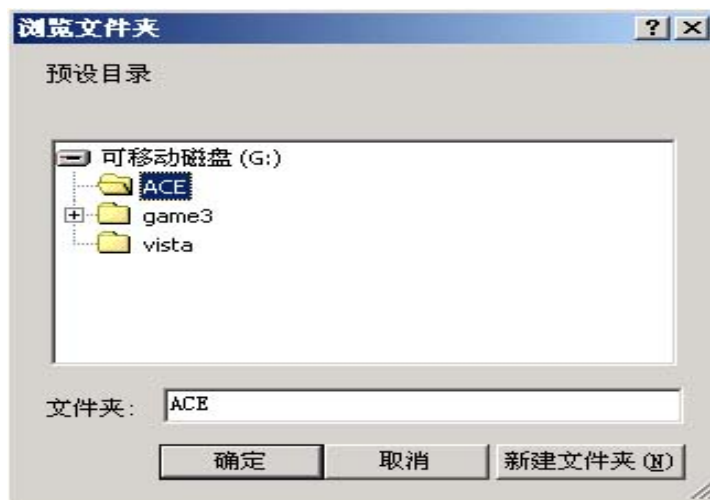 浏览文件夹
预设目录
可移动磁盘 (G:)
ACE
game3
vista
文件夹: ACE
确定 取消 新建文件夹(N)